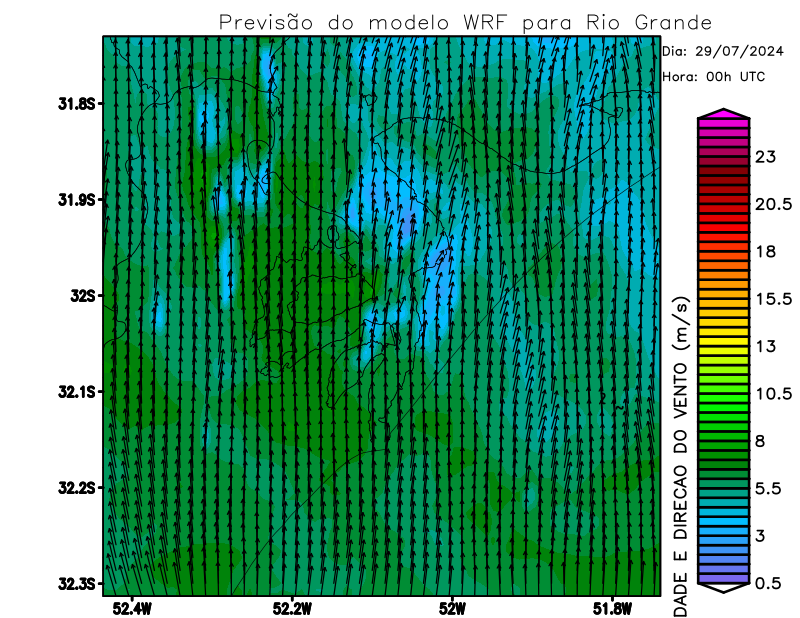 Previsão do modelo WRF para Rio Grande
Dia: 29/07/2024
Hora: 00h UTC
31.8S
31.9S
32S
32.1S
32.2S
32.3S
52.4W
52.2W
52W
51.8W
23
20.5
18
15.5
13
10.5
8
5.5
3
0.5
DADE E DIRECAO DO VENTO (m/s)